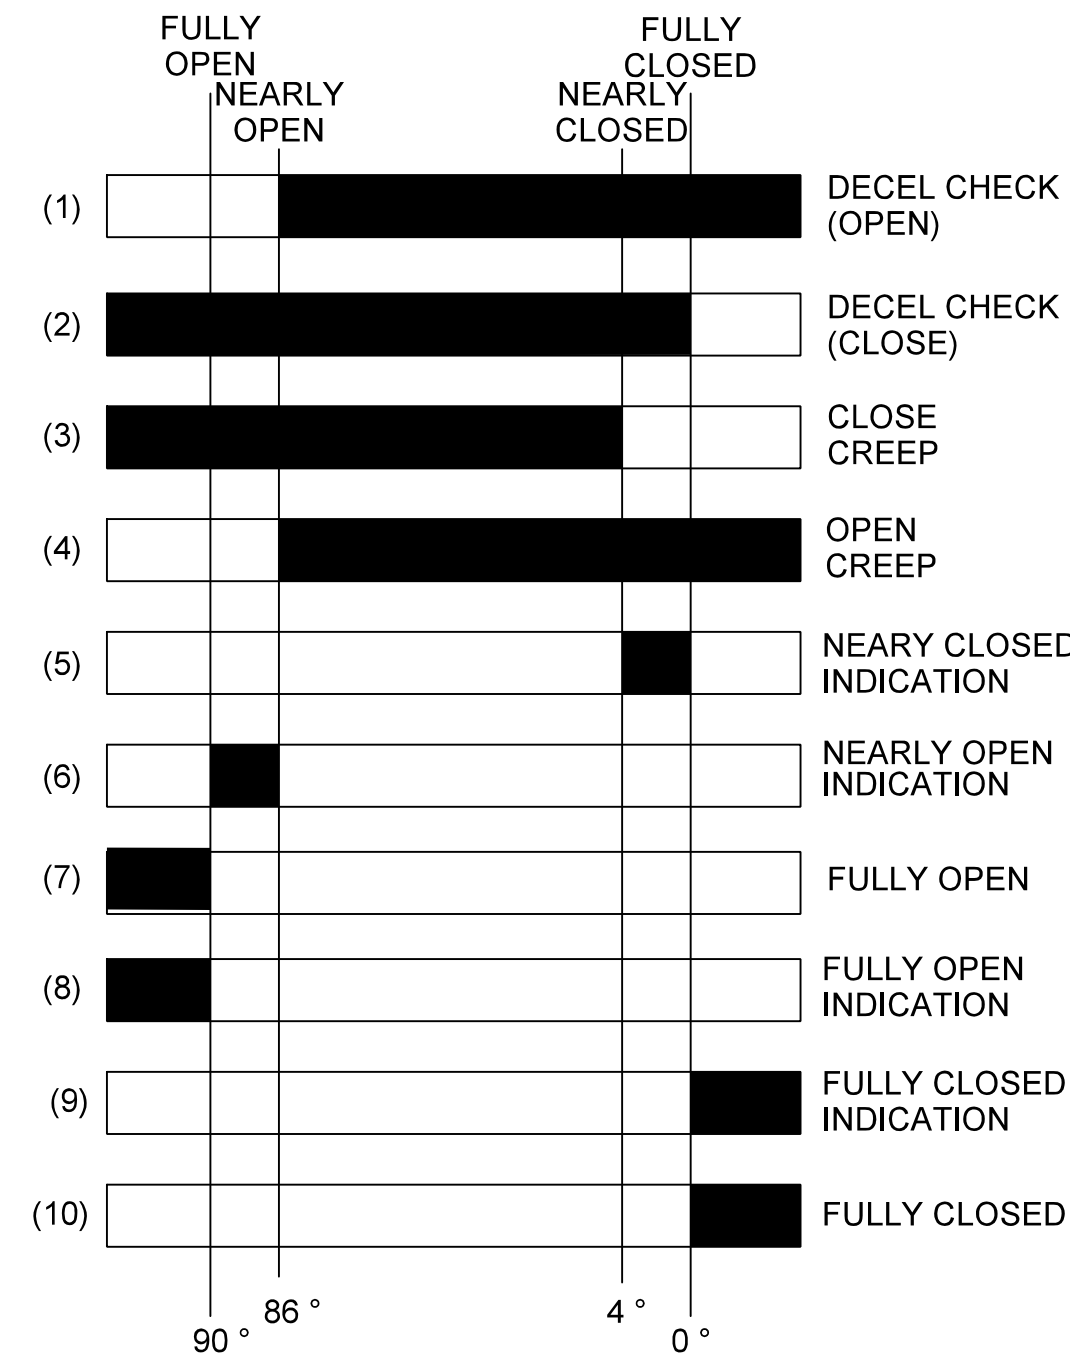 FULLY
OPEN
FULLY
CLOSED
NEARLY
OPEN
NEARLY
CLOSED
(1)
DECEL CHECK
(OPEN)
(2)
DECEL CHECK
(CLOSE)
(3)
CLOSE
CREEP
(4)
OPEN
CREEP
(5)
NEARY CLOSED
INDICATION
(6)
NEARLY OPEN
INDICATION
(7)
FULLY OPEN
(8)
FULLY OPEN
INDICATION
(9)
FULLY CLOSED
INDICATION
(10)
FULLY CLOSED
86 °
4 °
90 °
0 °